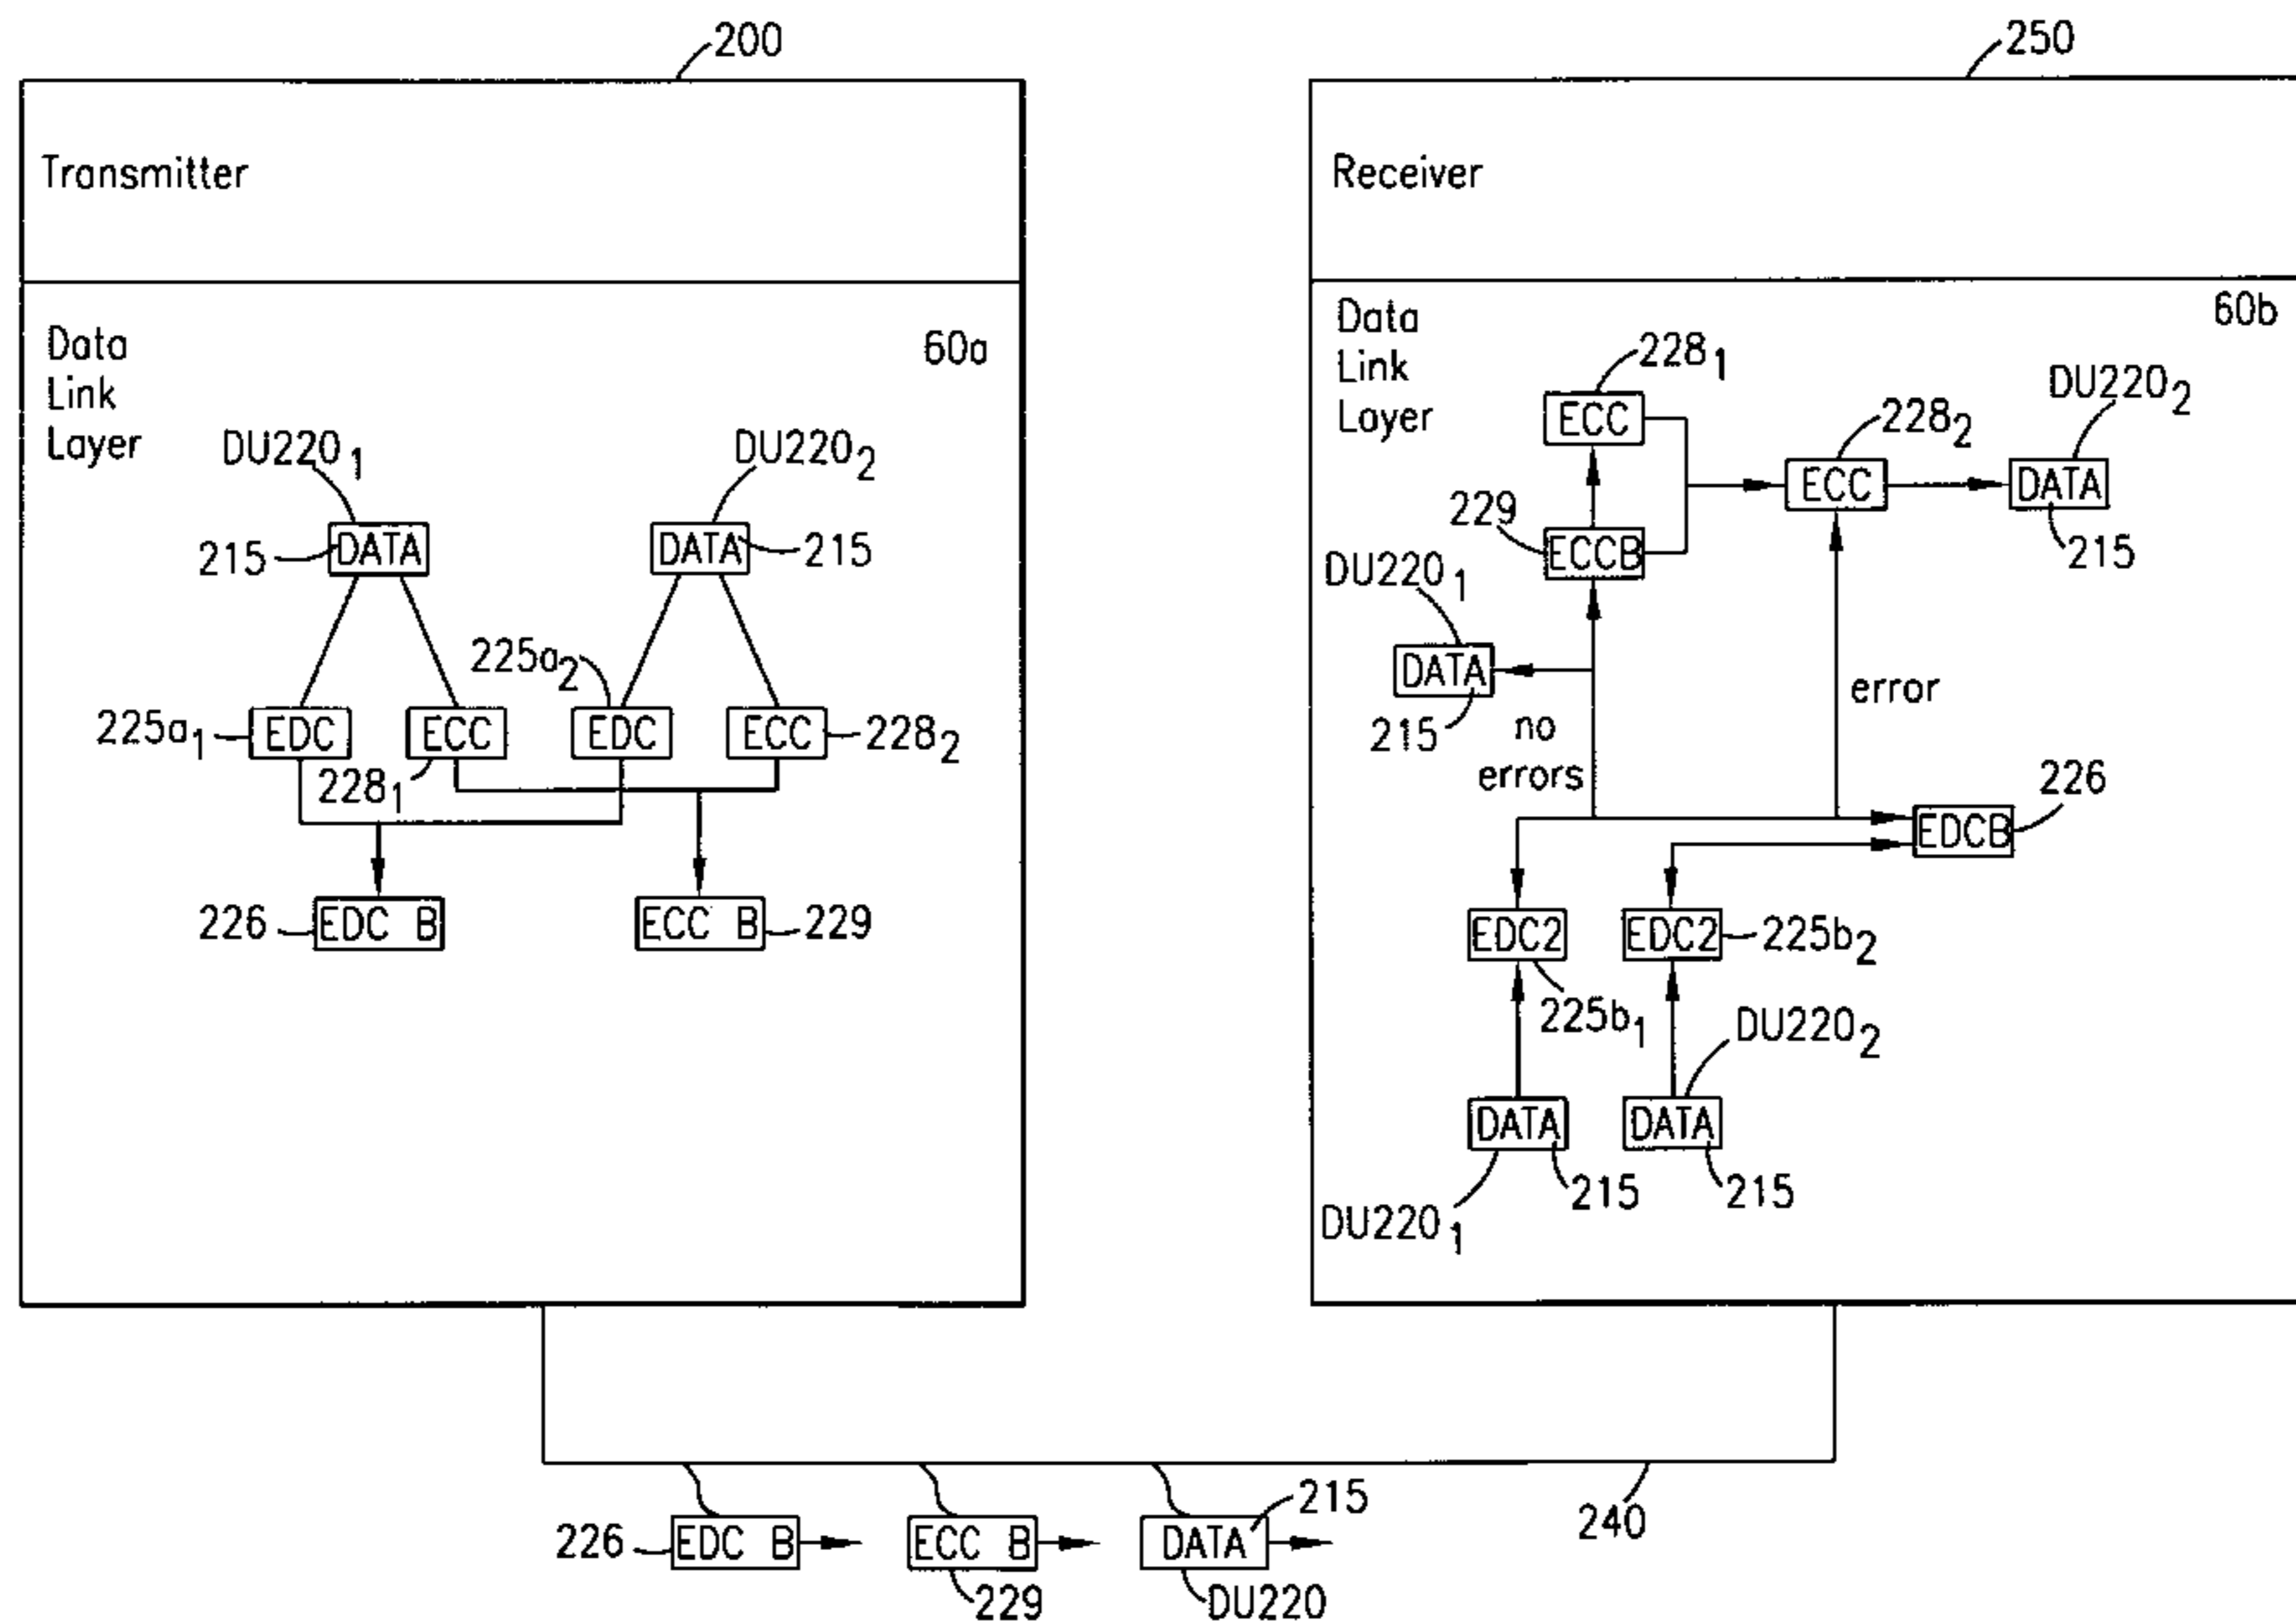 200
Transmitter
Data
Link
Layer
60a
DU220₁
DU220₂
215
DATA
DATA
215
225a₂
225a₁
EDC
ECC
EDC
ECC
228₂
228₁
226
EDC B
ECC B
229
250
Receiver
Data
Link
Layer
60b
228₁
ECC
228₂
DU220₂
ECC
DATA
215
229
ECCB
DU220₁
DATA
215
no
errors
error
226
EDCB
EDC2
EDC2
225b₂
225b₁
DU220₂
DATA
DATA
215
215
DU220₁
240
226
EDC B
ECC B
229
DATA
215
DU220